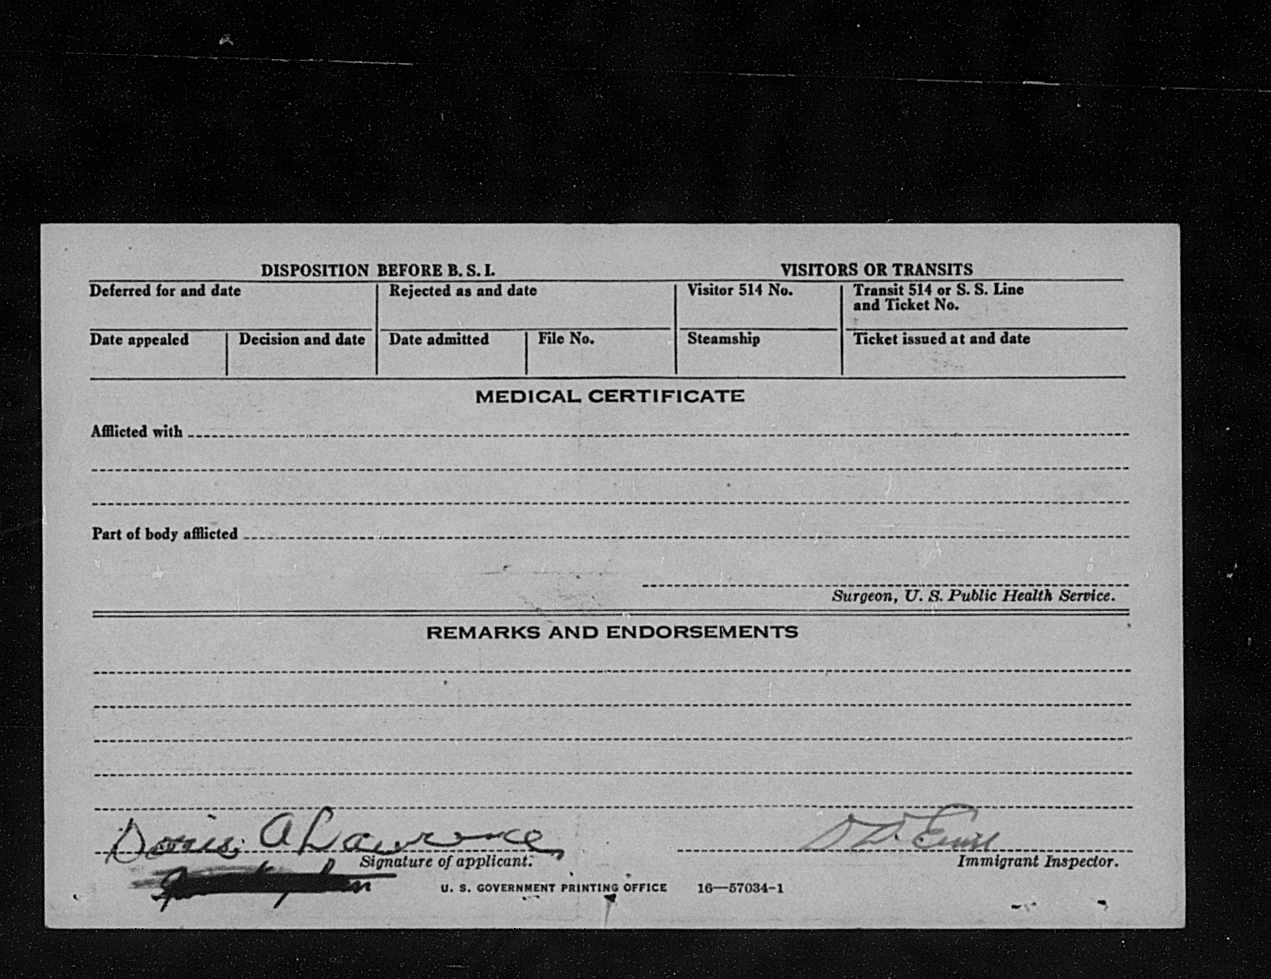 DISPOSITION BEFORE B. S. I.
VISITORS OR TRANSITS
Deferred for and date
Rejected as and date
Visitor 514 No.
Transit 514 or S. S. Line
and Ticket No.
Date appealed
Decision and date
Date admitted
File No.
Steamship
Ticket issued at and date
MEDICAL CERTIFICATE
Afflicted with
Part of body afflicted
Surgeon, U. S. Public Health Service.
REMARKS AND ENDORSEMENTS
Doris A Lawrence
Signature of applicant.
Immigrant Inspector.
U. S. GOVERNMENT PRINTING OFFICE 16—57034-1